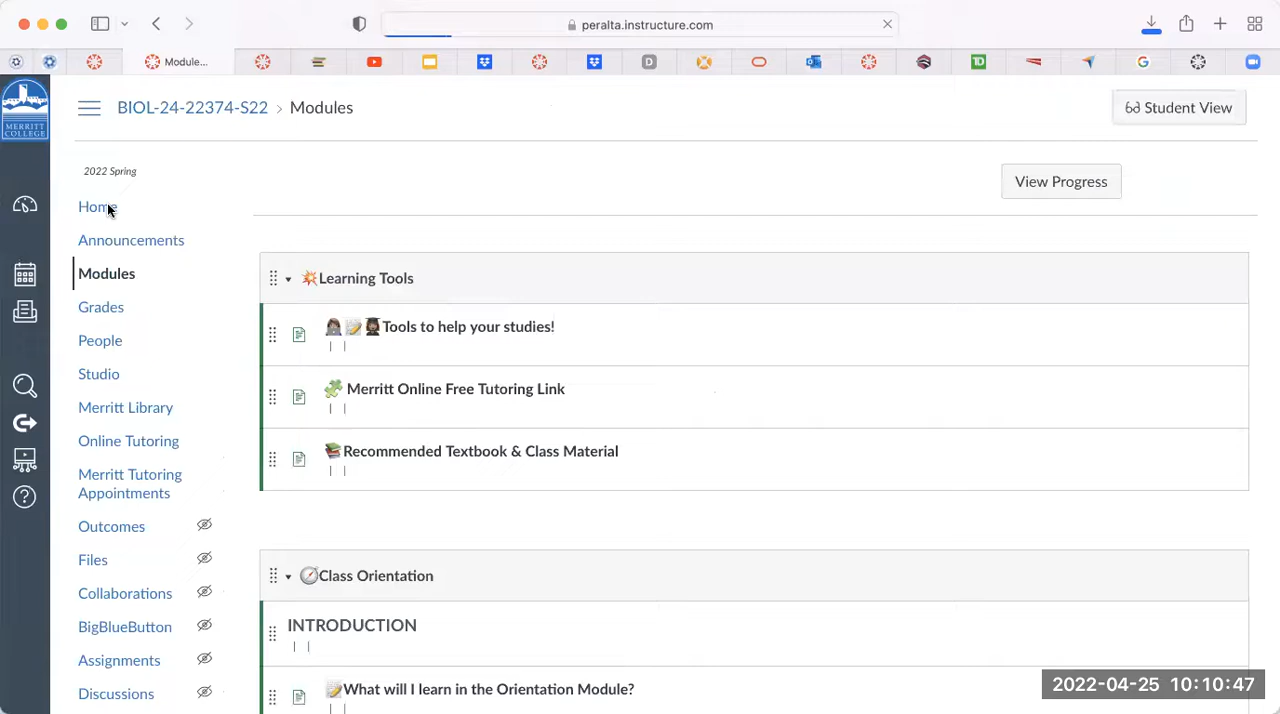 peralta.instructure.com
Module...
D
TD
G
MERRITT
COLLEGE
BIOL-24-22374-S22 > Modules
Student View
2022 Spring
View Progress
Home
Announcements
Modules
Grades
People
Studio
Merritt Library
Online Tutoring
Merritt Tutoring
Appointments
Outcomes
Files
Collaborations
BigBlueButton
Assignments
Discussions
Learning Tools
Tools to help your studies!
Merritt Online Free Tutoring Link
Recommended Textbook & Class Material
Class Orientation
INTRODUCTION
What will I learn in the Orientation Module?
2022-04-25 10:10:47